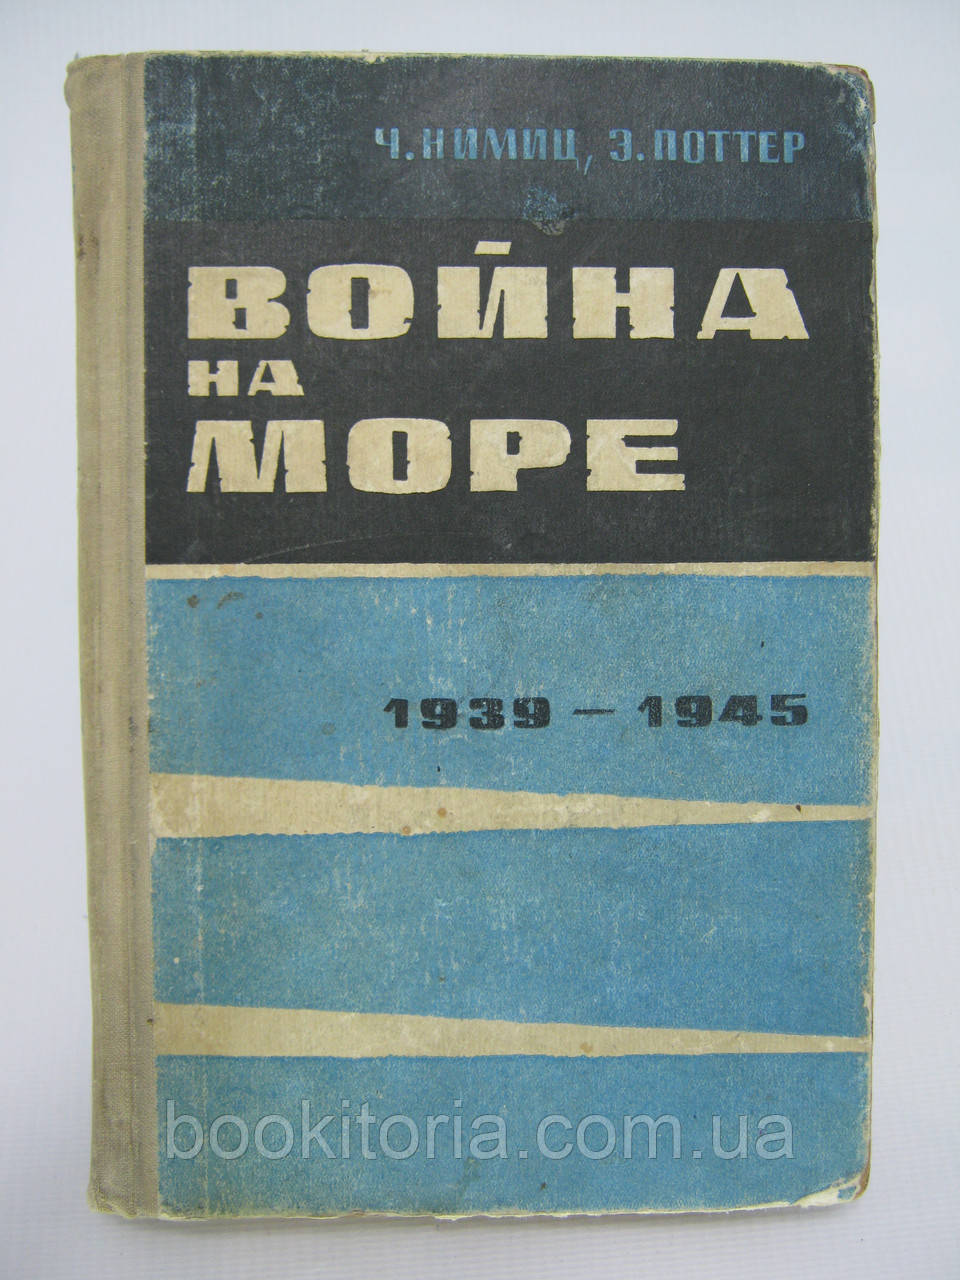 Ч. НИМИЦ, Э. ПОТТЕР
ВОЙНА
НА
МОРЕ
1939 – 1945
bookitoria.com.ua